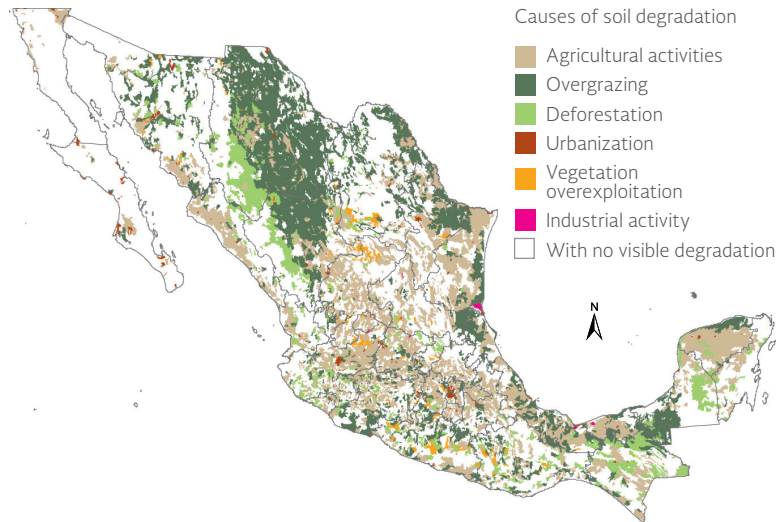 Causes of soil degradation
Agricultural activities
Overgrazing
Deforestation
Urbanization
Vegetation
overexploitation
Industrial activity
With no visible degradation
N